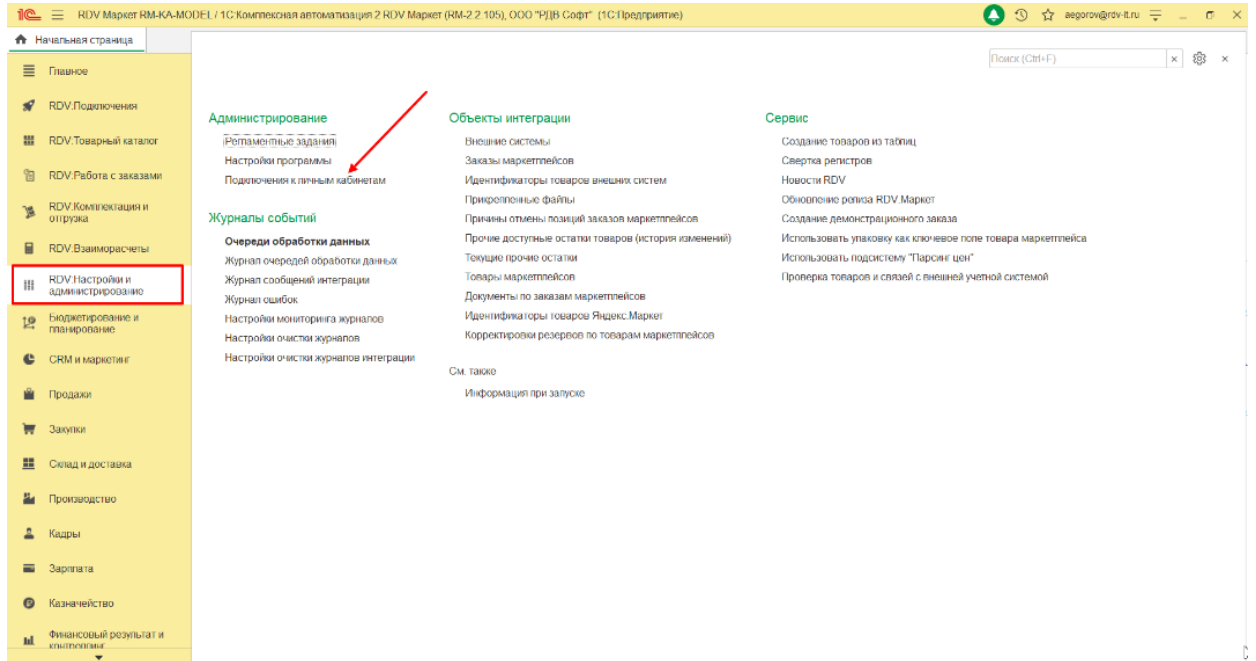 RDV Маркет RM-KA-MODEL / 1С:Комплексная автоматизация 2 RDV Маркет (RM-2.2.105), ООО "РДВ Софт" (1С:Предприятие)
aegorov@rdv-it.ru
Начальная страница
Поиск (Ctrl+F)
Главное
RDV:Подключения
RDV:Товарный каталог
RDV:Работа с заказами
RDV:Комплектация и
отгрузка
RDV:Взаиморасчеты
RDV:Настройки и
администрирование
Бюджетирование и
планирование
CRM и маркетинг
Продажи
Закупки
Склад и доставка
Производство
Кадры
Зарплата
Казначейство
Финансовый результат и
контроллинг
Администрирование
Регламентные задания
Настройки программы
Подключения к личным кабинетам
Журналы событий
Очереди обработки данных
Журнал очередей обработки данных
Журнал сообщений интеграции
Журнал ошибок
Настройки мониторинга журналов
Настройки очистки журналов
Настройки очистки журналов интеграции
Объекты интеграции
Внешние системы
Заказы маркетплейсов
Идентификаторы товаров внешних систем
Прикрепленные файлы
Причины отмены позиций заказов маркетплейсов
Прочие доступные остатки товаров (история изменений)
Текущие прочие остатки
Товары маркетплейсов
Документы по заказам маркетплейсов
Идентификаторы товаров Яндекс.Маркет
Корректировки резервов по товарам маркетплейсов
См. также
Информация при запуске
Сервис
Создание товаров из таблиц
Свертка регистров
Новости RDV
Обновление релиза RDV.Маркет
Создание демонстрационного заказа
Использовать упаковку как ключевое поле товара маркетплейса
Использовать подсистему "Парсинг цен"
Проверка товаров и связей с внешней учетной системой